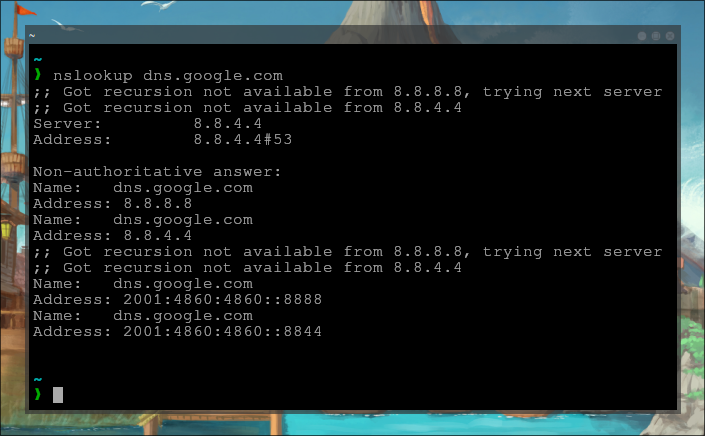 ~
~
❯ nslookup dns.google.com
;; Got recursion not available from 8.8.8.8, trying next server
;; Got recursion not available from 8.8.4.4
Server:         8.8.4.4
Address:        8.8.4.4#53

Non-authoritative answer:
Name:   dns.google.com
Address: 8.8.8.8
Name:   dns.google.com
Address: 8.8.4.4
;; Got recursion not available from 8.8.8.8, trying next server
;; Got recursion not available from 8.8.4.4
Name:   dns.google.com
Address: 2001:4860:4860::8888
Name:   dns.google.com
Address: 2001:4860:4860::8844

~
❯